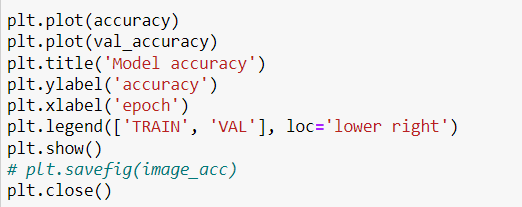 plt.plot(accuracy)
plt.plot(val_accuracy)
plt.title('Model accuracy')
plt.ylabel('accuracy')
plt.xlabel('epoch')
plt.legend(['TRAIN', 'VAL'], loc='lower right')
plt.show()
# plt.savefig(image_acc)
plt.close()